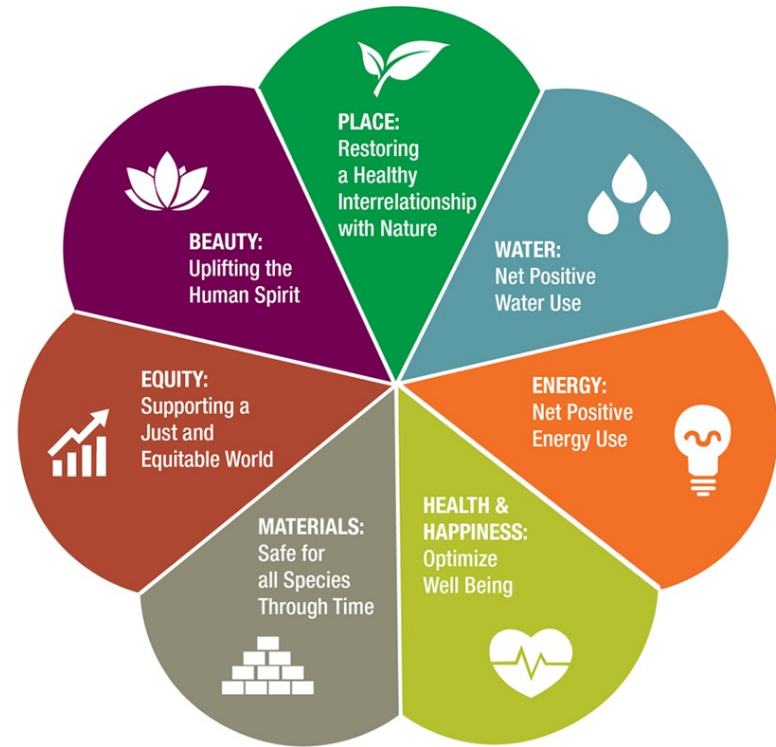 PLACE:
Restoring
a Healthy
Interrelationship
with Nature
WATER:
Net Positive
Water Use
ENERGY:
Net Positive
Energy Use
HEALTH &
HAPPINESS:
Optimize
Well Being
MATERIALS:
Safe for
all Species
Through Time
EQUITY:
Supporting a
Just and
Equitable World
BEAUTY:
Uplifting the
Human Spirit